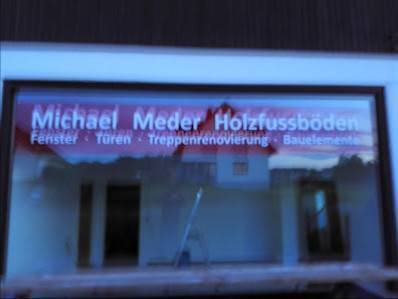 Michael Meder Holzfussböden
Fenster · Türen · Treppenrenovierung · Bauelemente